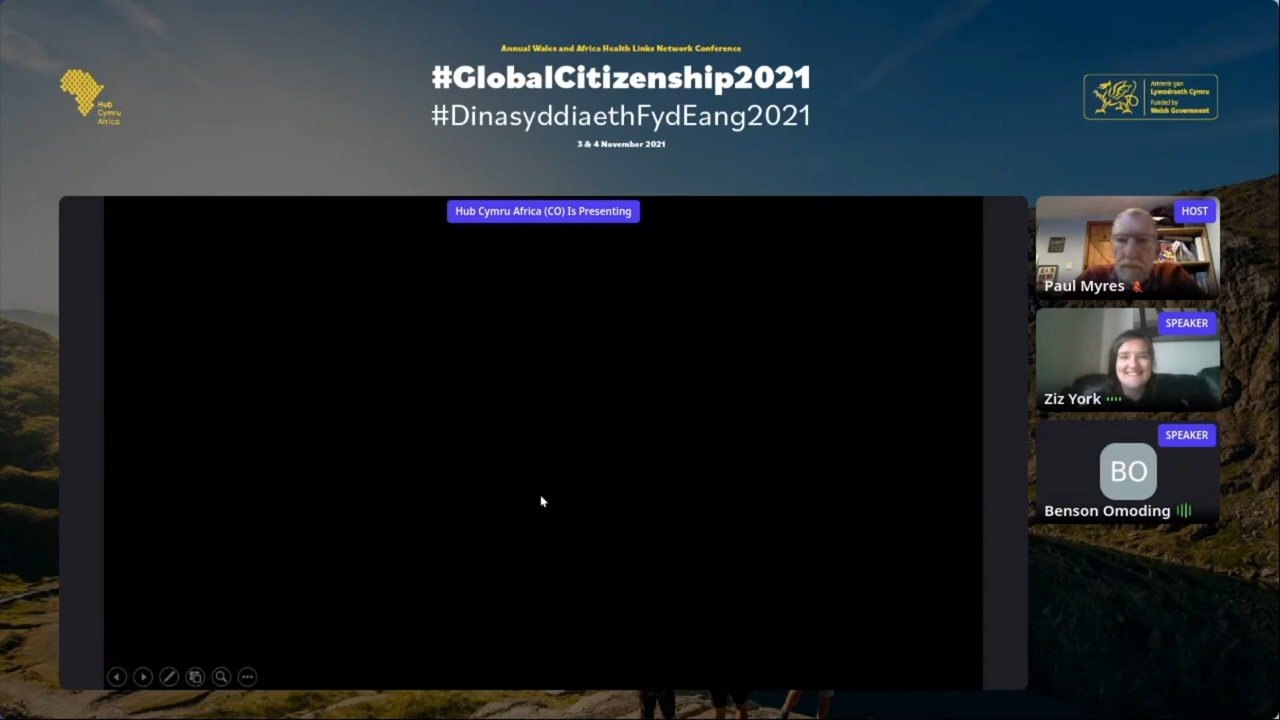 Annual Wales and Africa Health Links Network Conference
#GlobalCitizenship2021
#DinasyddiaethFydEang2021
3 & 4 November 2021
Hub
Cymru
Africa
Ariennir gan
Lywodraeth Cymru
Funded by
Welsh Government
Hub Cymru Africa (CO) Is Presenting
HOST
Paul Myres
SPEAKER
Ziz York
SPEAKER
BO
Benson Omoding